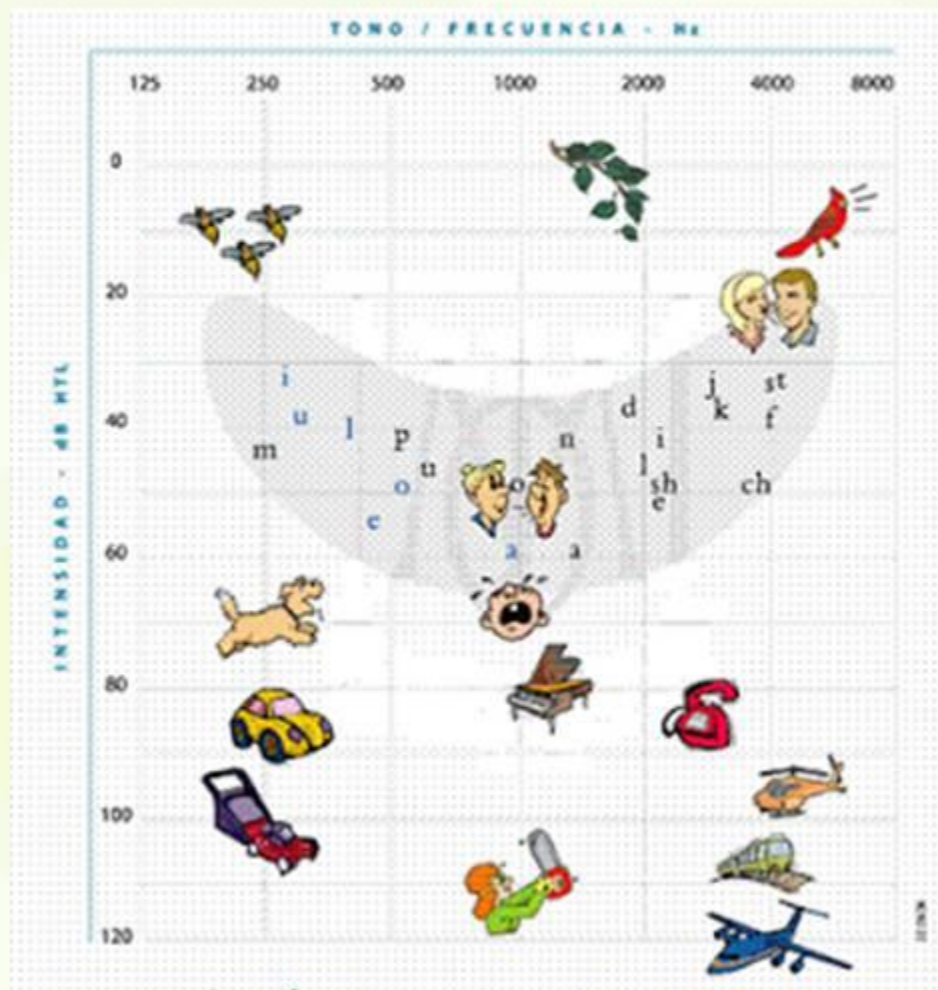 TONO / FRECUENCIA - Hz
125 250 500 1000 2000 4000 8000
0
20
40
60
80
100
120
INTENSIDAD - dB HTL
i
u
l
m
p
u
o
e
o
a
a
n
d
i
l
sh
e
j
k
st
f
ch